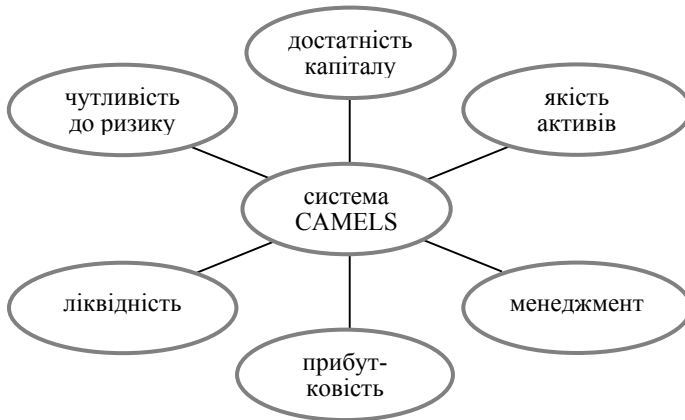 достатність
капіталу
чутливість
до ризику
якість
активів
система
CAMELS
ліквідність
менеджмент
прибут-
ковість